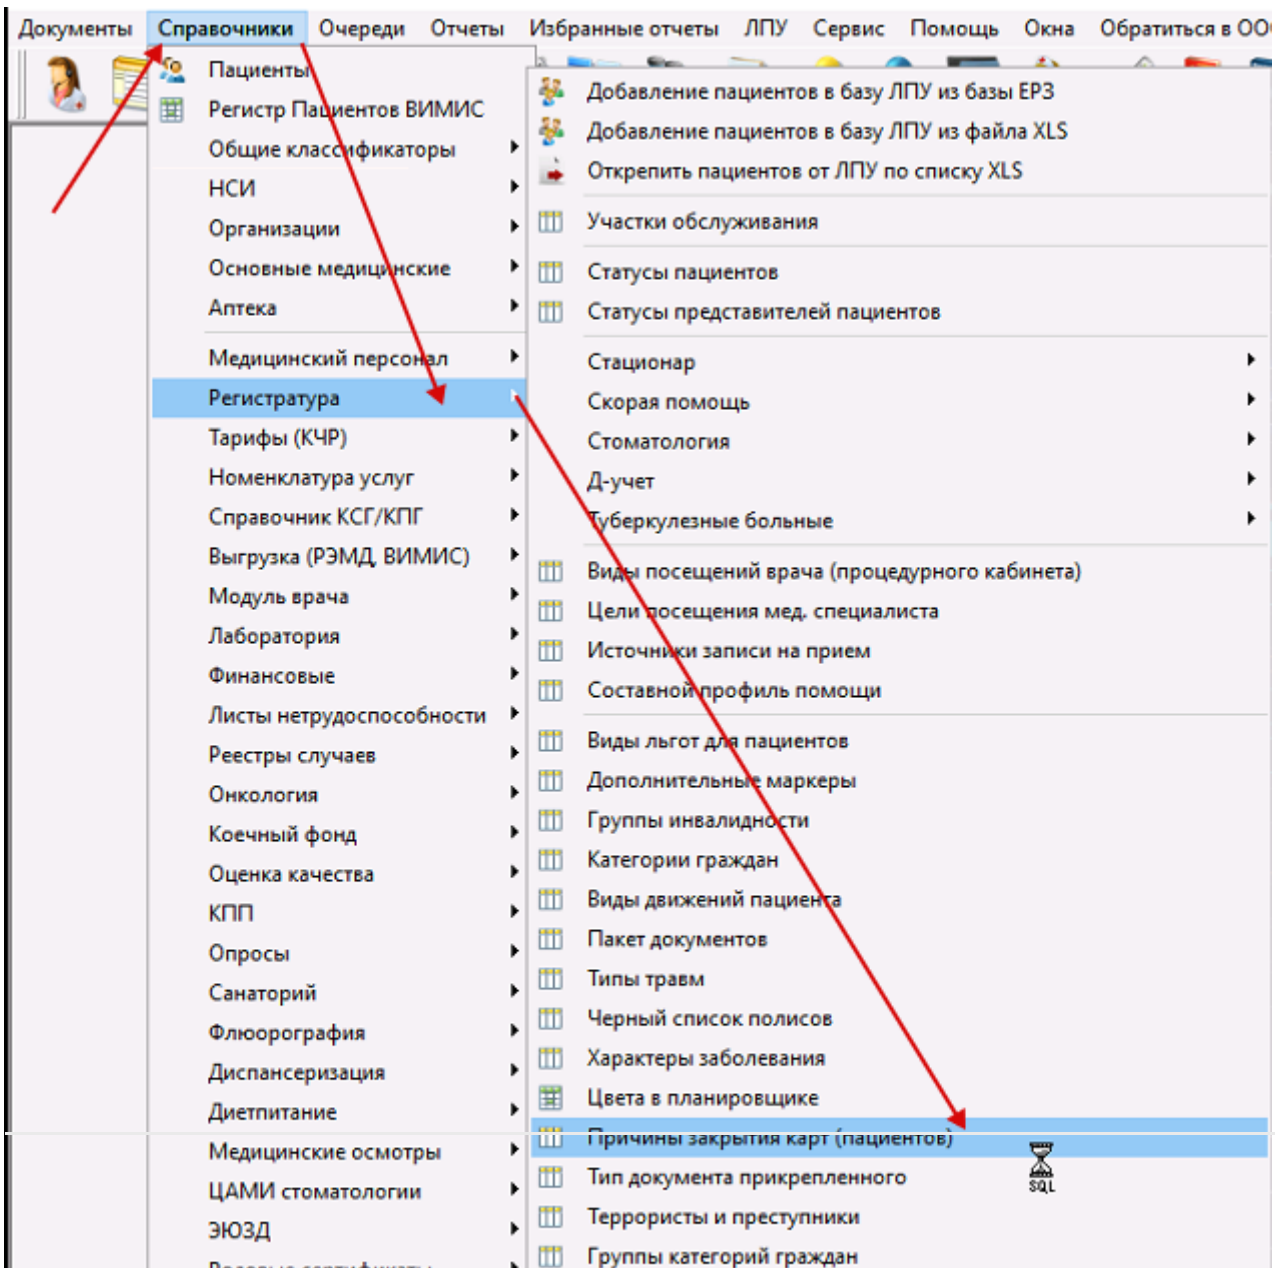 Документы Справочники Очереди Отчеты Избранные отчеты ЛПУ Сервис Помощь Окна Обратиться в ОО
Пациенты
Регистр Пациентов ВИМИС
Общие классификаторы
НСИ
Организации
Основные медицинские
Аптека
Медицинский персонал
Регистратура
Тарифы (КЧР)
Номенклатура услуг
Справочник КСГ/КПГ
Выгрузка (РЭМД, ВИМИС)
Модуль врача
Лаборатория
Финансовые
Листы нетрудоспособности
Реестры случаев
Онкология
Коечный фонд
Оценка качества
КПП
Опросы
Санаторий
Флюорография
Диспансеризация
Диетпитание
Медицинские осмотры
ЦАМИ стоматологии
ЭЮЗД
Добавление пациентов в базу ЛПУ из базы ЕРЗ
Добавление пациентов в базу ЛПУ из файла XLS
Открепить пациентов от ЛПУ по списку XLS
Участки обслуживания
Статусы пациентов
Статусы представителей пациентов
Стационар
Скорая помощь
Стоматология
Д-учет
Туберкулезные больные
Виды посещений врача (процедурного кабинета)
Цели посещения мед. специалиста
Источники записи на прием
Составной профиль помощи
Виды льгот для пациентов
Дополнительные маркеры
Группы инвалидности
Категории граждан
Виды движений пациента
Пакет документов
Типы травм
Черный список полисов
Характеры заболевания
Цвета в планировщике
Причины закрытия карт (пациентов)
SQL
Тип документа прикрепленного
Террористы и преступники
Группы категорий граждан